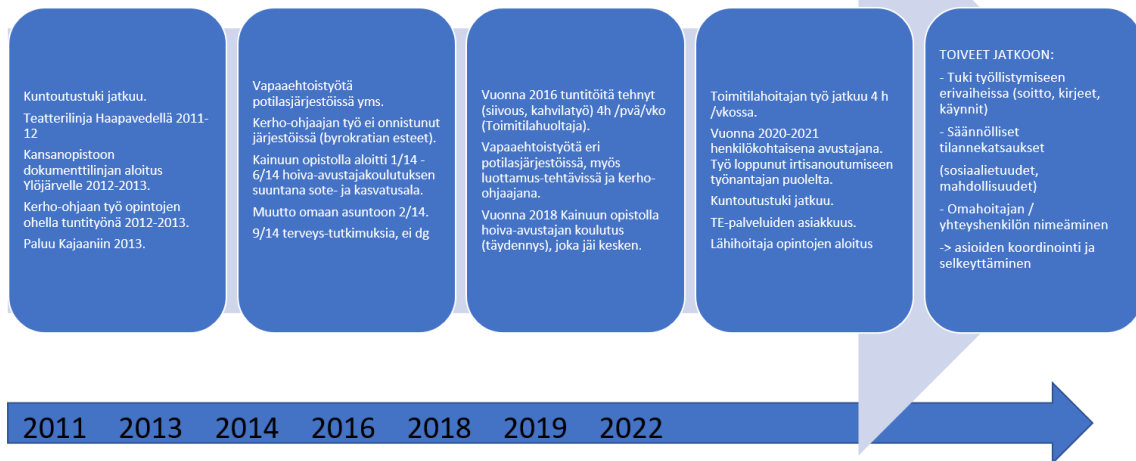 Kuntoutustuki jatkuu.
Teatterilinja Haapavedellä 2011-
12
Kansanopistoon
dokumenttilinjan aloitus
Ylöjärvelle 2012-2013.
Kerho-ohjaan työ opintojen
ohella tuntityönä 2012-2013.
Paluu Kajaaniin 2013.
Vapaaehtoistyötä
potilasjärjestöissä yms.
Kerho-ohjaajan työ ei onnistunut
järjestöissä (byrokratian esteet).
Kainuun opistolla aloitti 1/14 -
6/14 hoiva-avustajakoulutuksen
suuntana sote- ja kasvatusala.
Muutto omaan asuntoon 2/14.
9/14 terveys-tutkimuksia, ei dg
Vuonna 2016 tuntitöitä tehnyt
(siivous, kahvilatyö) 4h /pvä/vko
(Toimitilahuoltaja).
Vapaaehtoistyötä eri
potilasjärjestöissä, myös
luottamus-tehtävissä ja kerho-
ohjaajana.
Vuonna 2018 Kainuun opistolla
hoiva-avustajan koulutus
(täydennys), joka jäi kesken.
Toimitilahoitajan työ jatkuu 4 h
/vkossa.
Vuonna 2020-2021
henkilökohtaisena avustajana.
Työ loppunut irtisanoutumiseen
työnantajan puolelta.
Kuntoutustuki jatkuu.
TE-palveluiden asiakkuus.
Lähihoitaja opintojen aloitus
TOIVEET JATKOON:
- Tuki työllistymiseen
erivaiheissa (soitto, kirjeet,
käynnit)
- Säännölliset
tilannekatsaukset
(sosiaalietuudet,
mahdollisuudet)
- Omahoitajan /
yhteyshenkilön nimeäminen
-> asioiden koordinointi ja
selkeyttäminen
2011 2013 2014 2016 2018 2019 2022